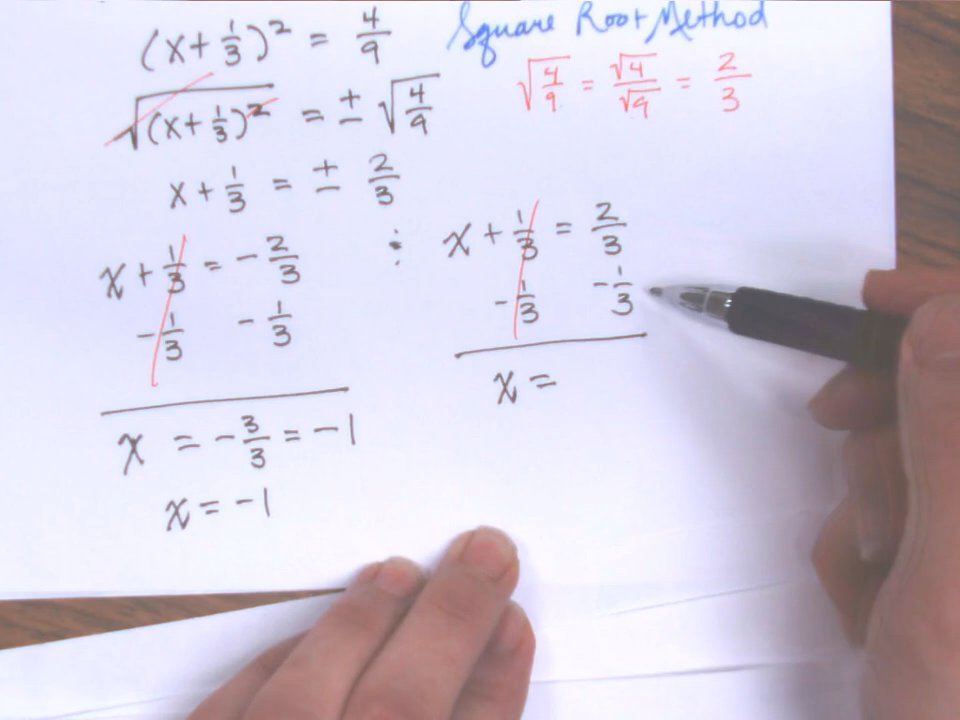 (x + 1/3)² = 4/9
Square Root Method
√(x + 1/3)² = ± √4/9
√4/9 = √4/√9 = 2/3
x + 1/3 = ± 2/3
x + 1/3 = - 2/3 ; x + 1/3 = 2/3
- 1/3 - 1/3 - 1/3 - 1/3
x = - 3/3 = -1 x =
x = -1